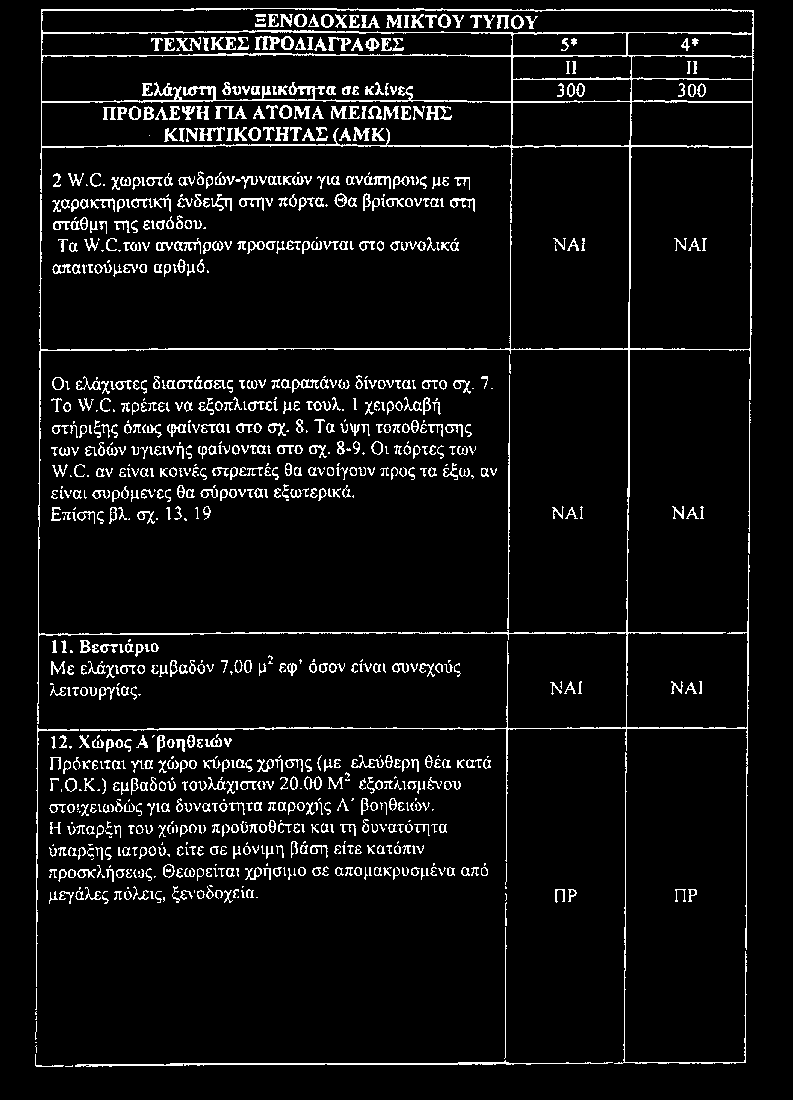 ΞΕΝΟΔΟΧΕΙΑ ΜΙΚΤΟΥ ΤΥΠΟΥ
ΤΕΧΝΙΚΕΣ ΠΡΟΔΙΑΓΡΑΦΕΣ 5* 4*
II II
Ελάχιστη δυναμικότητα σε κλίνες 300 300
ΠΡΟΒΛΕΨΗ ΓΙΑ ΑΤΟΜΑ ΜΕΙΩΜΕΝΗΣ
ΚΙΝΗΤΙΚΟΤΗΤΑΣ (ΑΜΚ)
2 W.C. χωριστά ανδρών-γυναικών για ανάπηρους με τη
χαρακτηριστική ένδειξη στην πόρτα. Θα βρίσκονται στη
στάθμη της εισόδου.
Τα W.C.των αναπήρων προσμετρώνται στο συνολικά ΝΑΙ ΝΑΙ
απαιτούμενο αριθμό.
Οι ελάχιστες διαστάσεις των παραπάνω δίνονται στο σχ. 7.
Το W.C. πρέπει να εξοπλιστεί με τουλ. 1 χειρολαβή
στήριξης όπως φαίνεται στο σχ. 8. Τα ύψη τοποθέτησης
των ειδών υγιεινής φαίνονται στο σχ. 8-9. Οι πόρτες των
W.C. αν είναι κοινές στρεπτές θα ανοίγουν προς τα έξω, αν
είναι συρόμενες θα σύρονται εξωτερικά.
Επίσης βλ. σχ. 13, 19 ΝΑΙ ΝΑΙ
11. Βεστιάριο
Με ελάχιστο εμβαδόν 7,00 μ² εφ' όσον είναι συνεχούς
λειτουργίας. ΝΑΙ ΝΑΙ
12. Χώρος Α΄βοηθειών
Πρόκειται για χώρο κύριας χρήσης (με ελεύθερη θέα κατά
Γ.Ο.Κ.) εμβαδού τουλάχιστον 20.00 Μ² εξοπλισμένου
στοιχειωδώς για δυνατότητα παροχής Α' βοηθειών.
Η ύπαρξη του χώρου προϋποθέτει και τη δυνατότητα
ύπαρξης ιατρού, είτε σε μόνιμη βάση είτε κατόπιν
προσκλήσεως. Θεωρείται χρήσιμο σε απομακρυσμένα από
μεγάλες πόλεις, ξενοδοχεία. ΠΡ ΠΡ